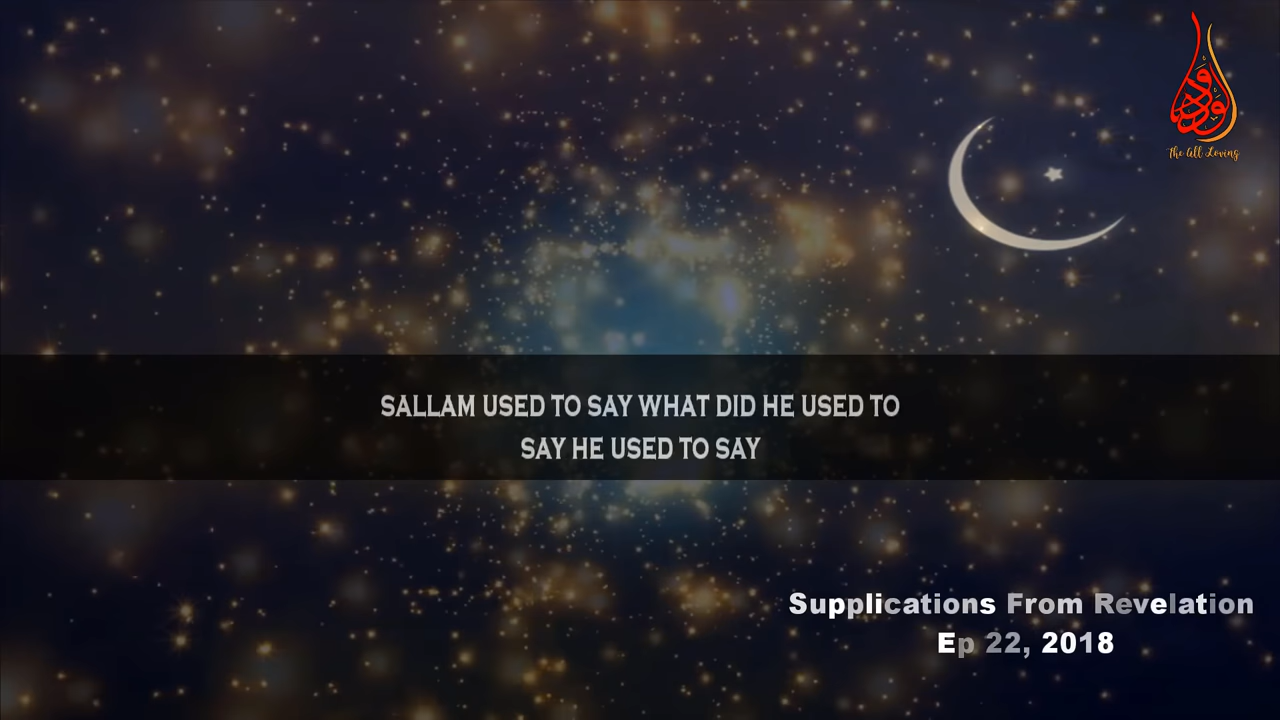 الودود
The All Loving
SALLAM USED TO SAY WHAT DID HE USED TO
SAY HE USED TO SAY
Supplications From Revelation
Ep 22, 2018